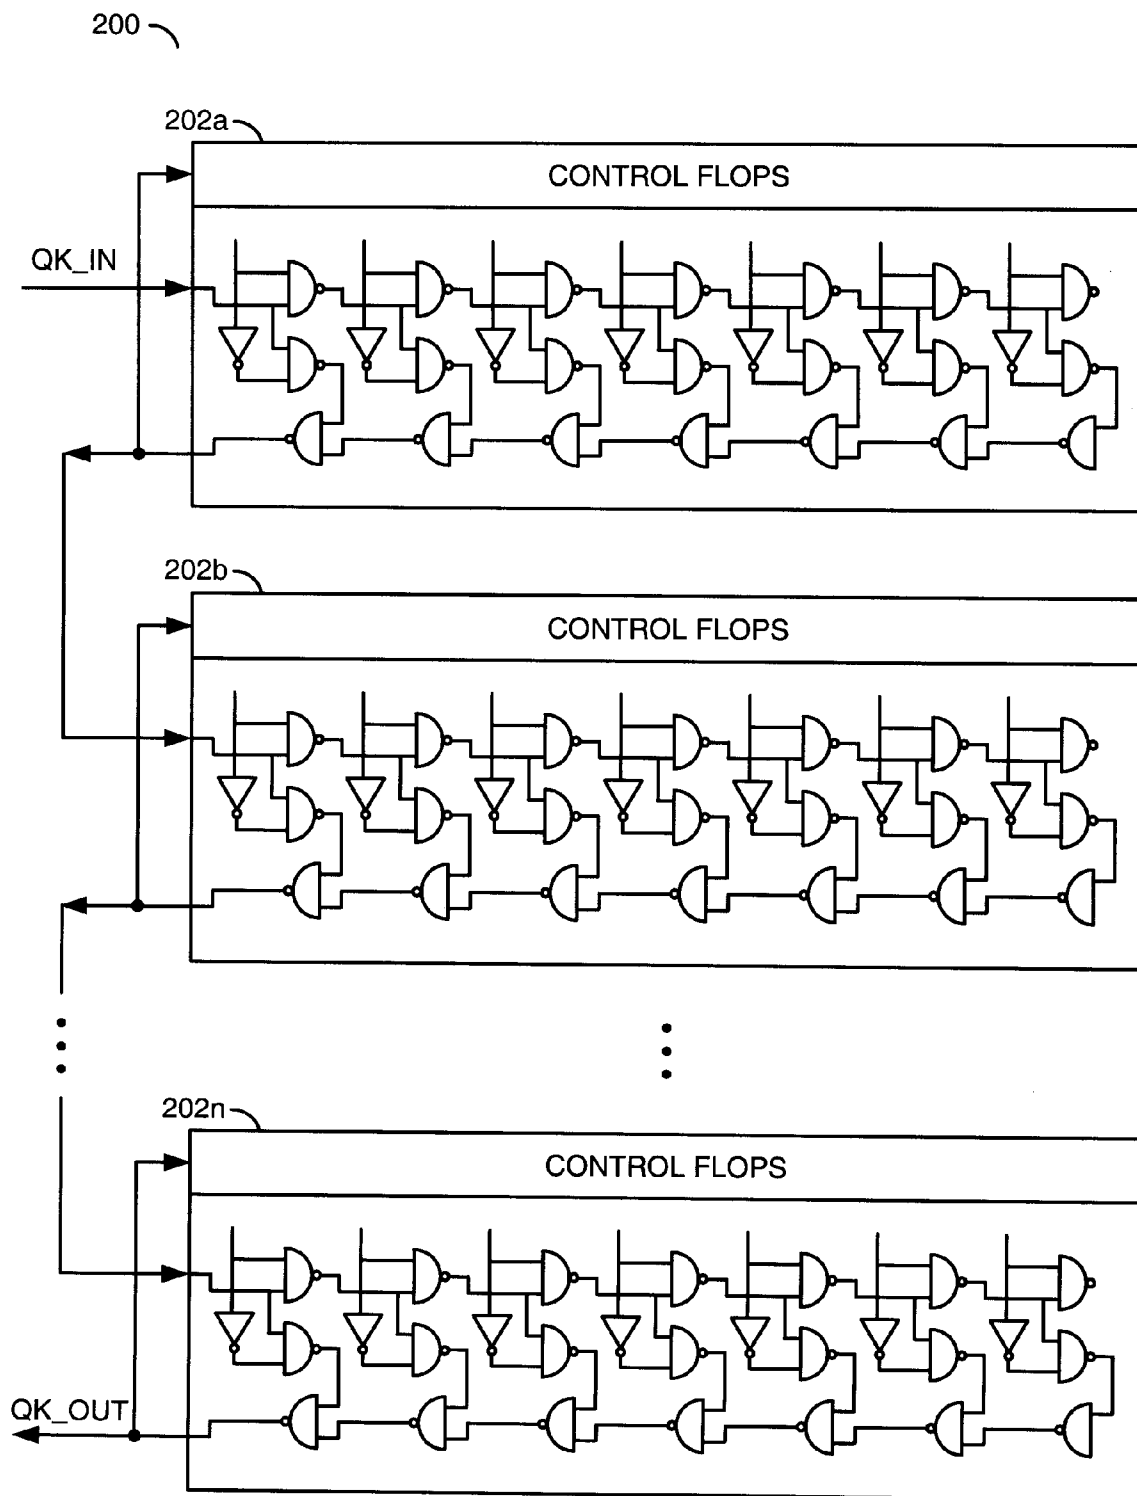 200
202a
CONTROL FLOPS
QK_IN
202b
CONTROL FLOPS
202n
CONTROL FLOPS
QK_OUT